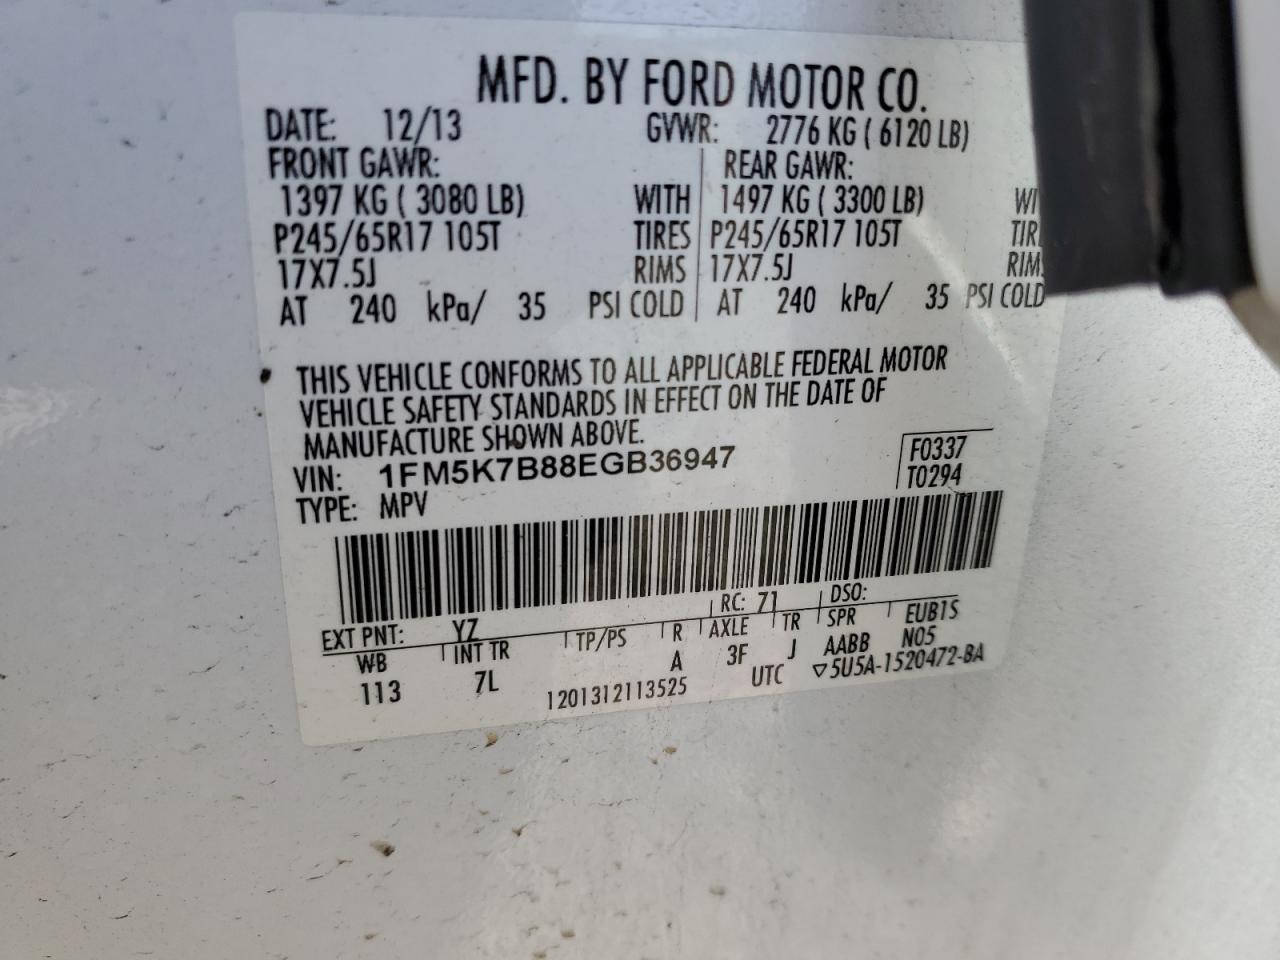 MFD. BY FORD MOTOR CO.
DATE: 12/13 GVWR: 2776 KG ( 6120 LB)
FRONT GAWR: REAR GAWR:
1397 KG ( 3080 LB) WITH 1497 KG ( 3300 LB) WI
P245/65R17 105T TIRES P245/65R17 105T TIR
17X7.5J RIMS 17X7.5J RIMS
AT 240 kPa/ 35 PSI COLD AT 240 kPa/ 35 PSI COLD
THIS VEHICLE CONFORMS TO ALL APPLICABLE FEDERAL MOTOR
VEHICLE SAFETY STANDARDS IN EFFECT ON THE DATE OF
MANUFACTURE SHOWN ABOVE.
VIN: 1FM5K7B88EGB36947 F0337
TYPE: MPV T0294
EXT PNT: YZ RC: 71 DSO:
WB INT TR TP/PS R AXLE TR SPR EUB1S
113 7L A 3F J AABB N05
1201312113525 UTC ▽5U5A-1520472-BA